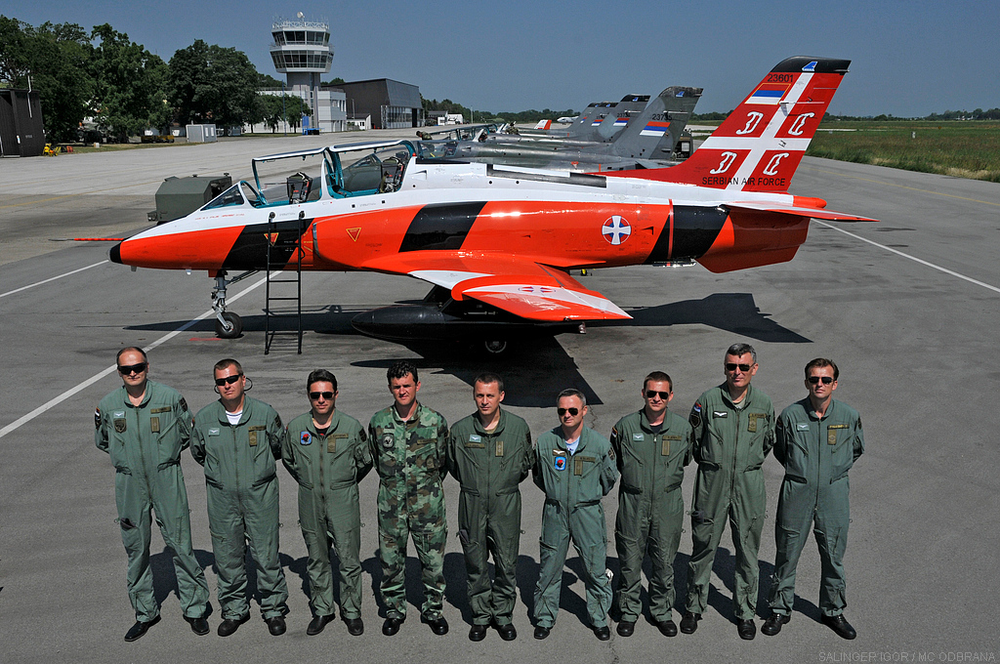 23601
SERBIAN AIR FORCE
SALINGER IGOR / MC ODBRANA